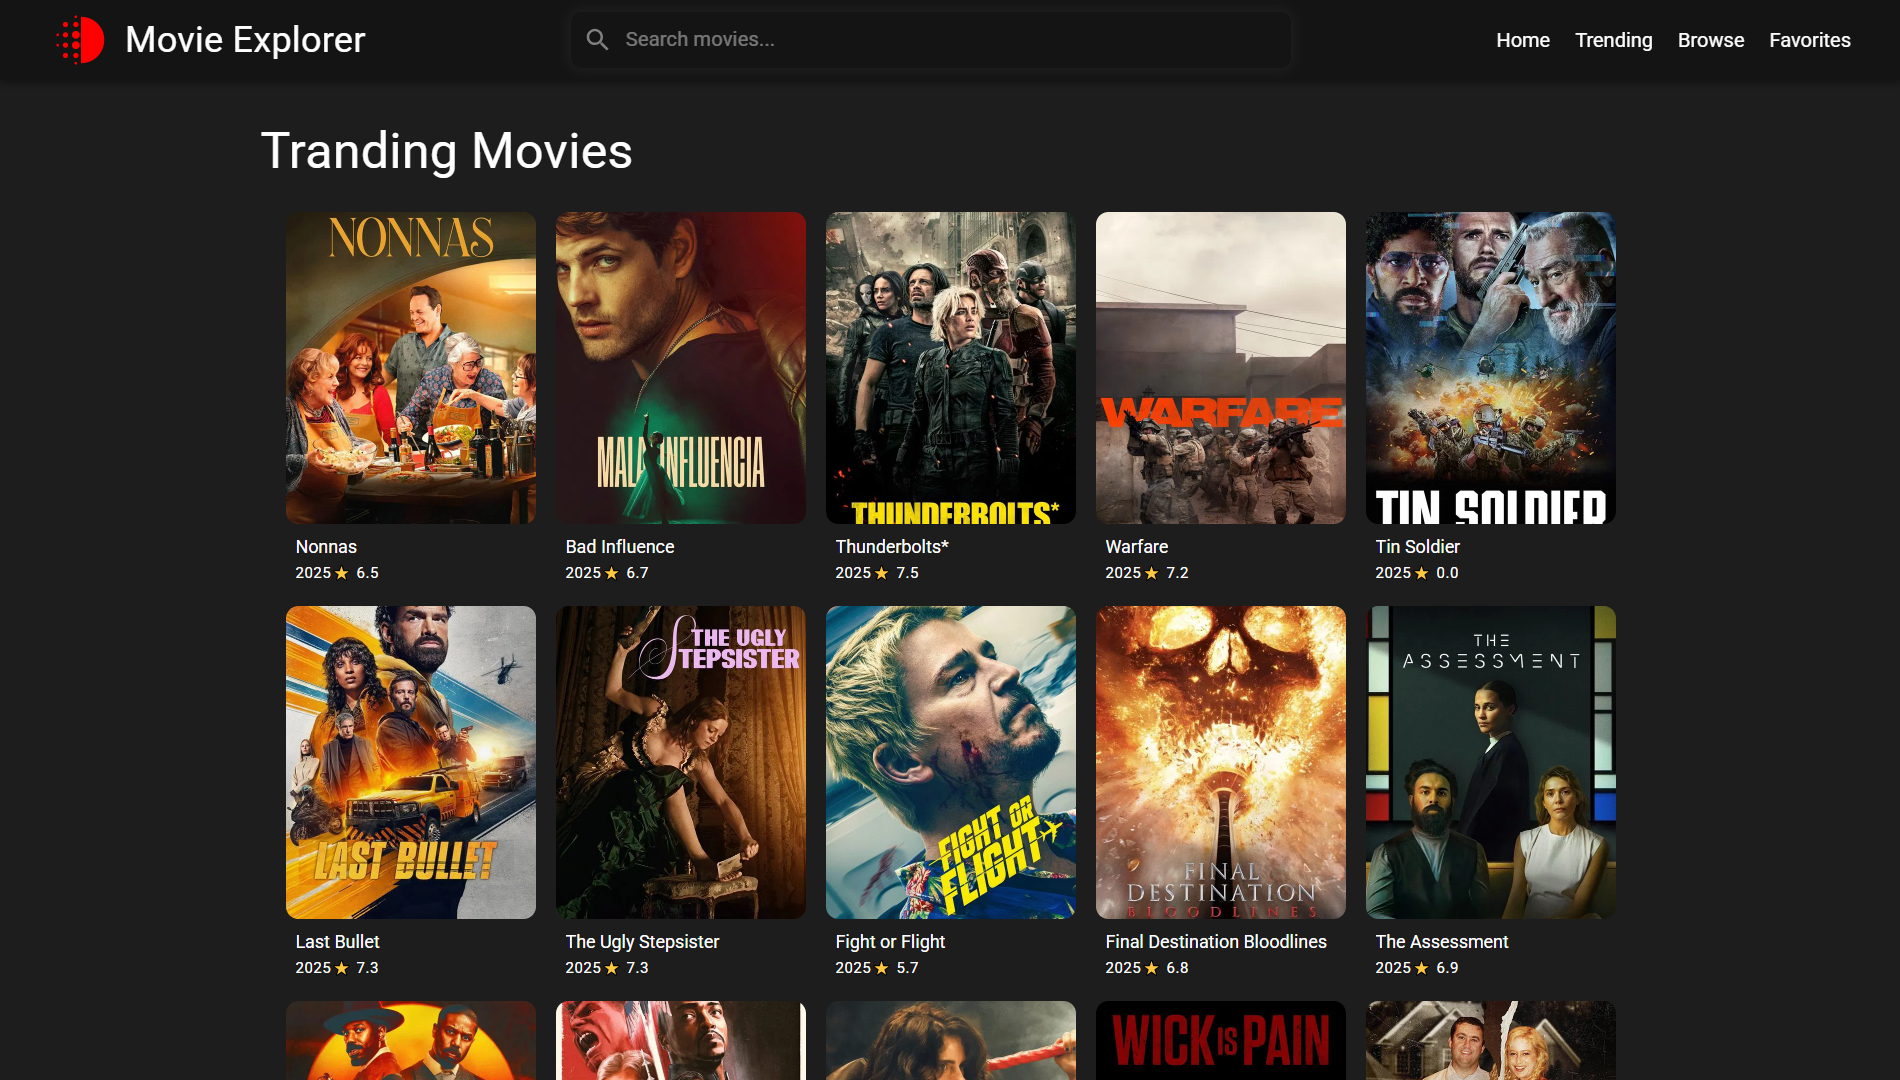 Movie Explorer
Search movies...
Home
Trending
Browse
Favorites
Tranding Movies
NONNAS
MALA INFLUENCIA
THUNDERBOLTS*
WARFARE
TIN SOLDIER
Nonnas
2025 ★ 6.5
Bad Influence
2025 ★ 6.7
Thunderbolts*
2025 ★ 7.5
Warfare
2025 ★ 7.2
Tin Soldier
2025 ★ 0.0
LAST BULLET
THE UGLY
STEPSISTER
FIGHT OR
FLIGHT
FINAL
DESTINATION
BLOODLINES
THE
ASSESSMENT
Last Bullet
2025 ★ 7.3
The Ugly Stepsister
2025 ★ 7.3
Fight or Flight
2025 ★ 5.7
Final Destination Bloodlines
2025 ★ 6.8
The Assessment
2025 ★ 6.9
WICK IS PAIN